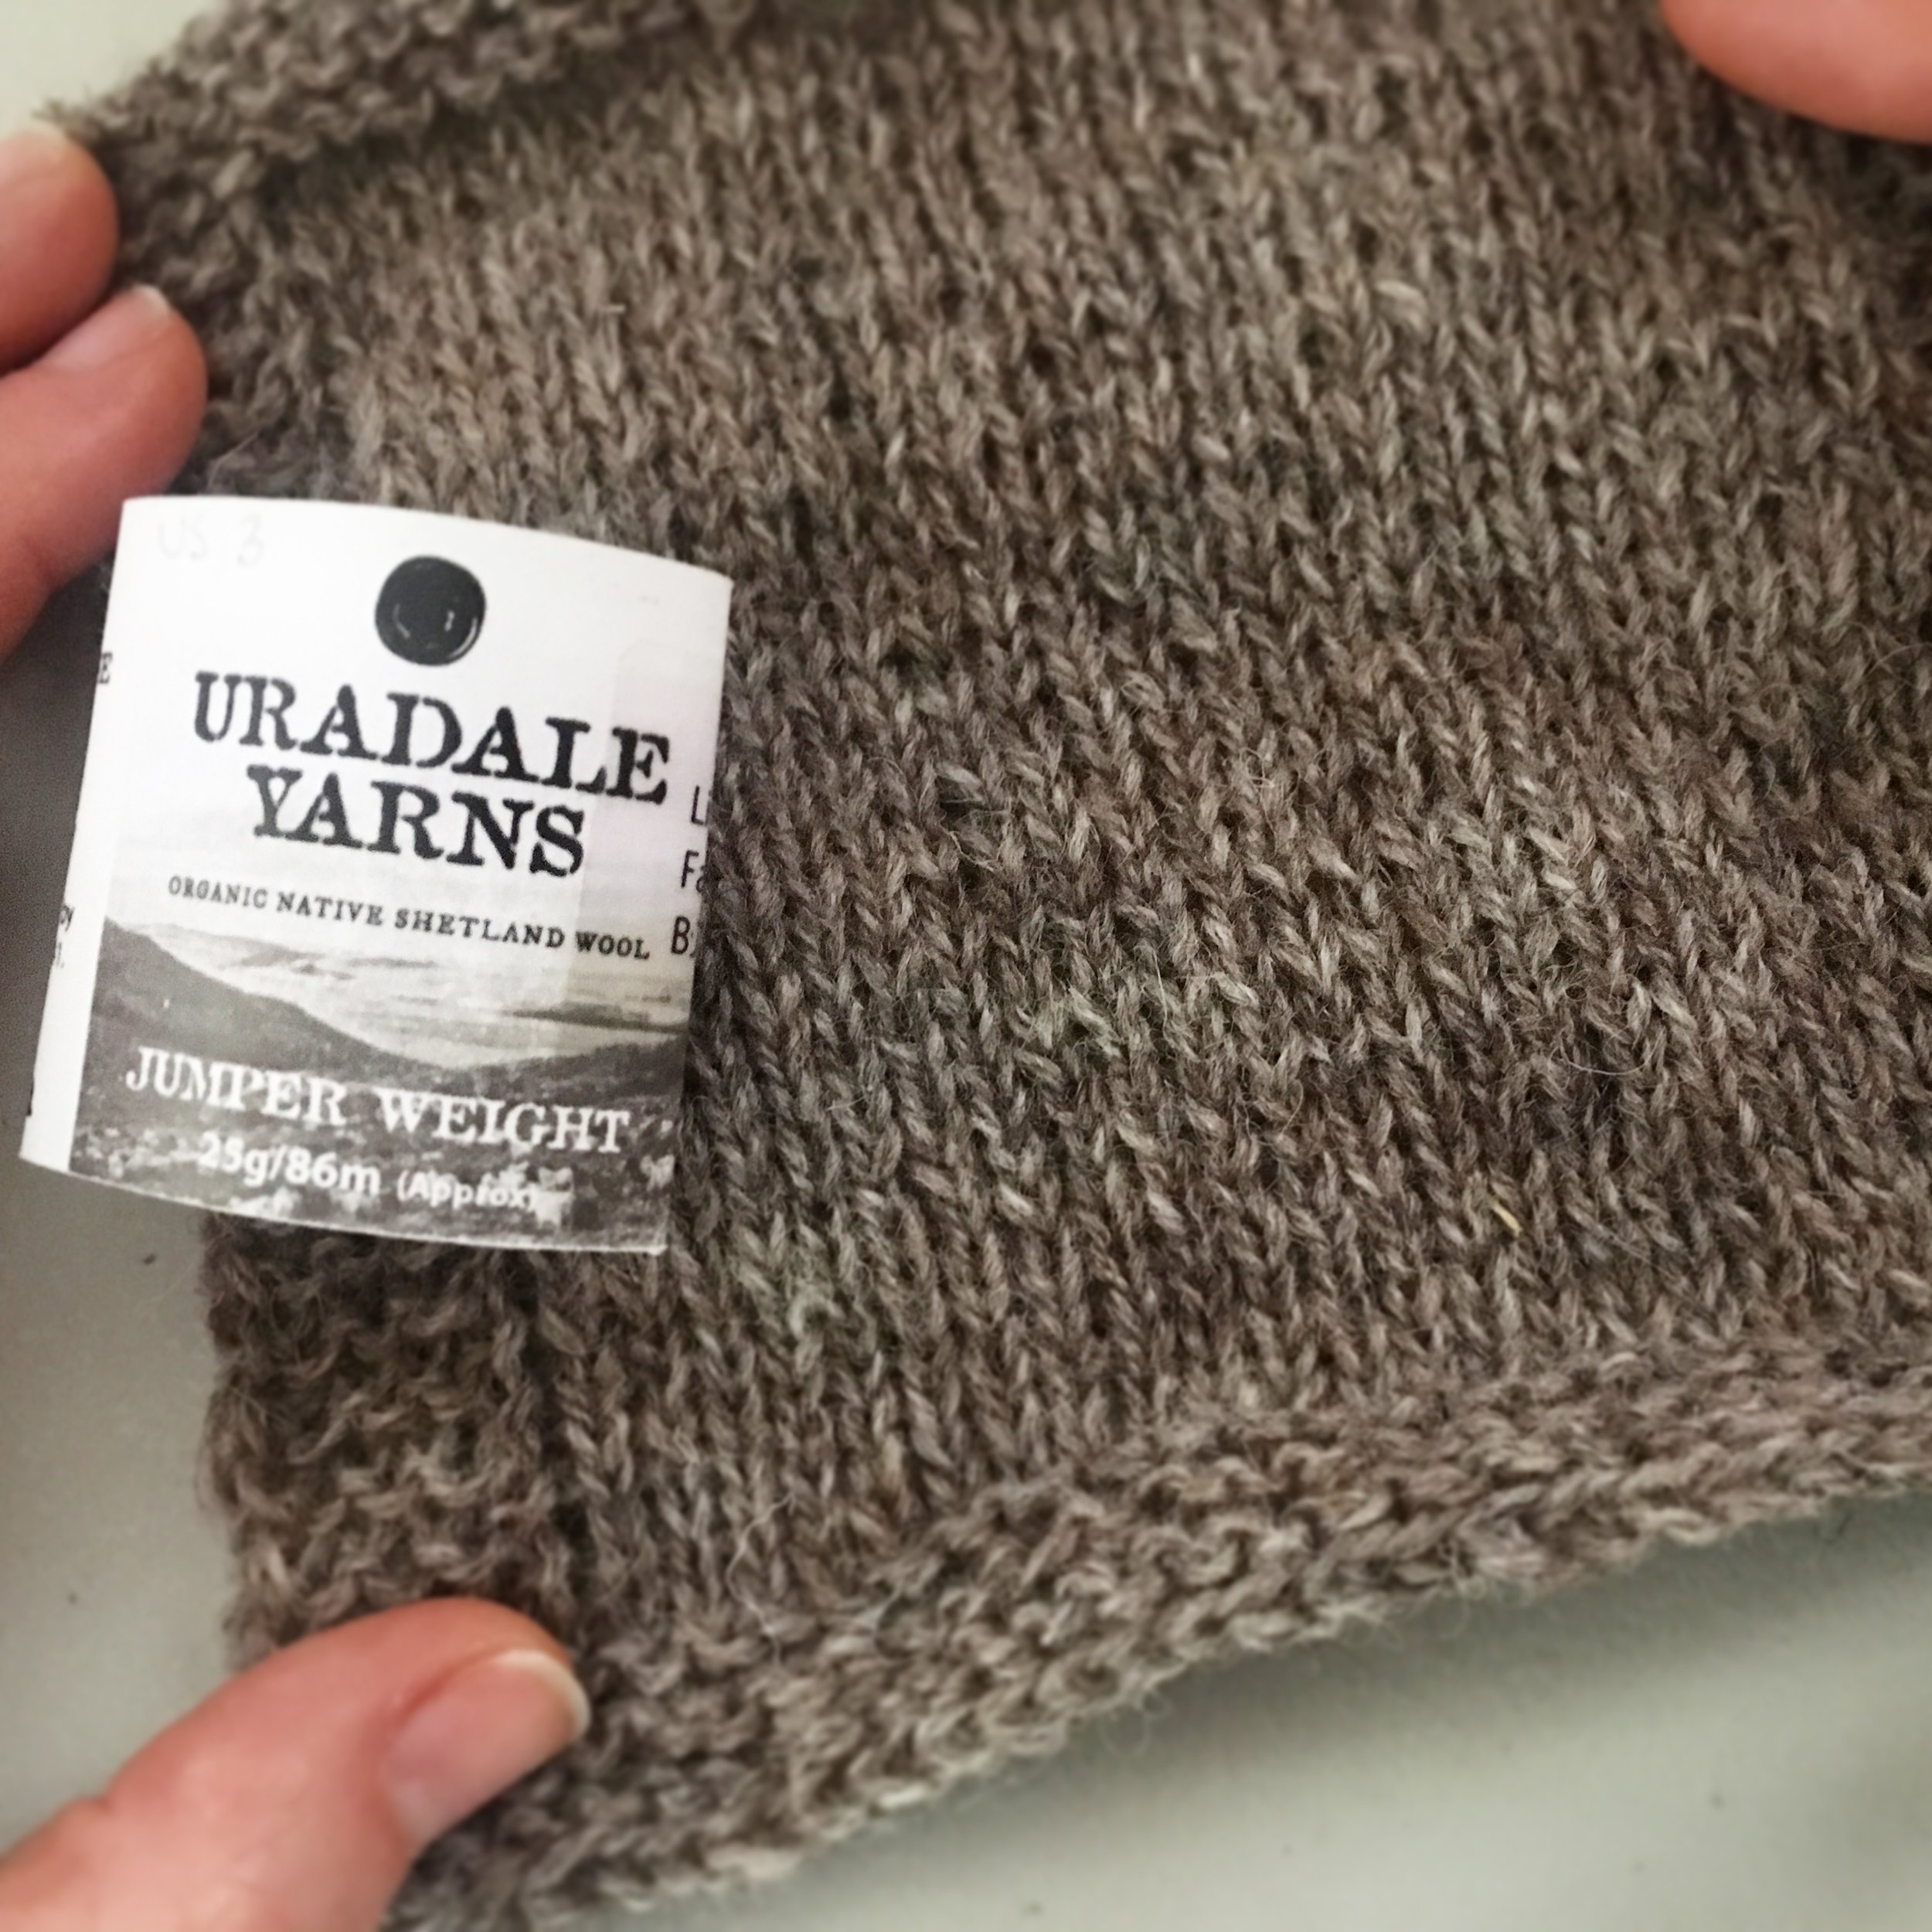 US 3
URADALE
YARNS
ORGANIC NATIVE SHETLAND WOOL
JUMPER WEIGHT
25g/86m (Approx)